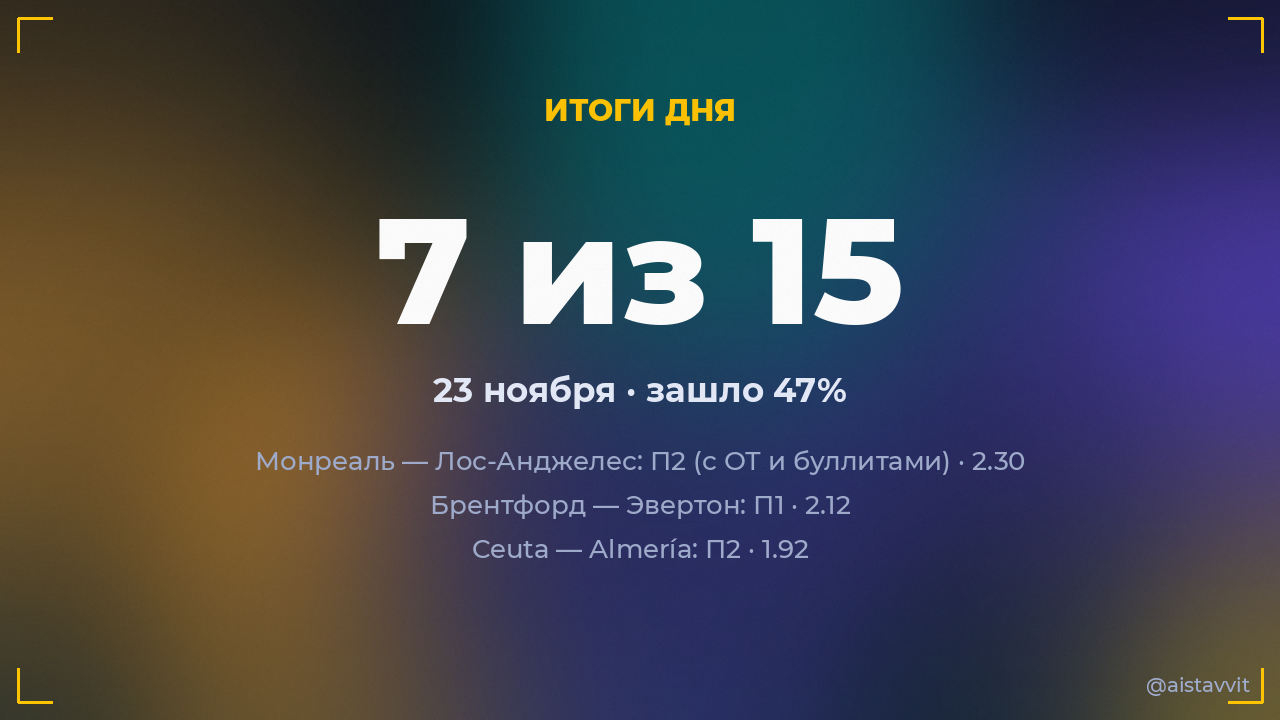 ИТОГИ ДНЯ
7 из 15
23 ноября · зашло 47%
Монреаль — Лос-Анджелес: П2 (с ОТ и буллитами) · 2.30
Брентфорд — Эвертон: П1 · 2.12
Ceuta — Almería: П2 · 1.92
@aistavvit